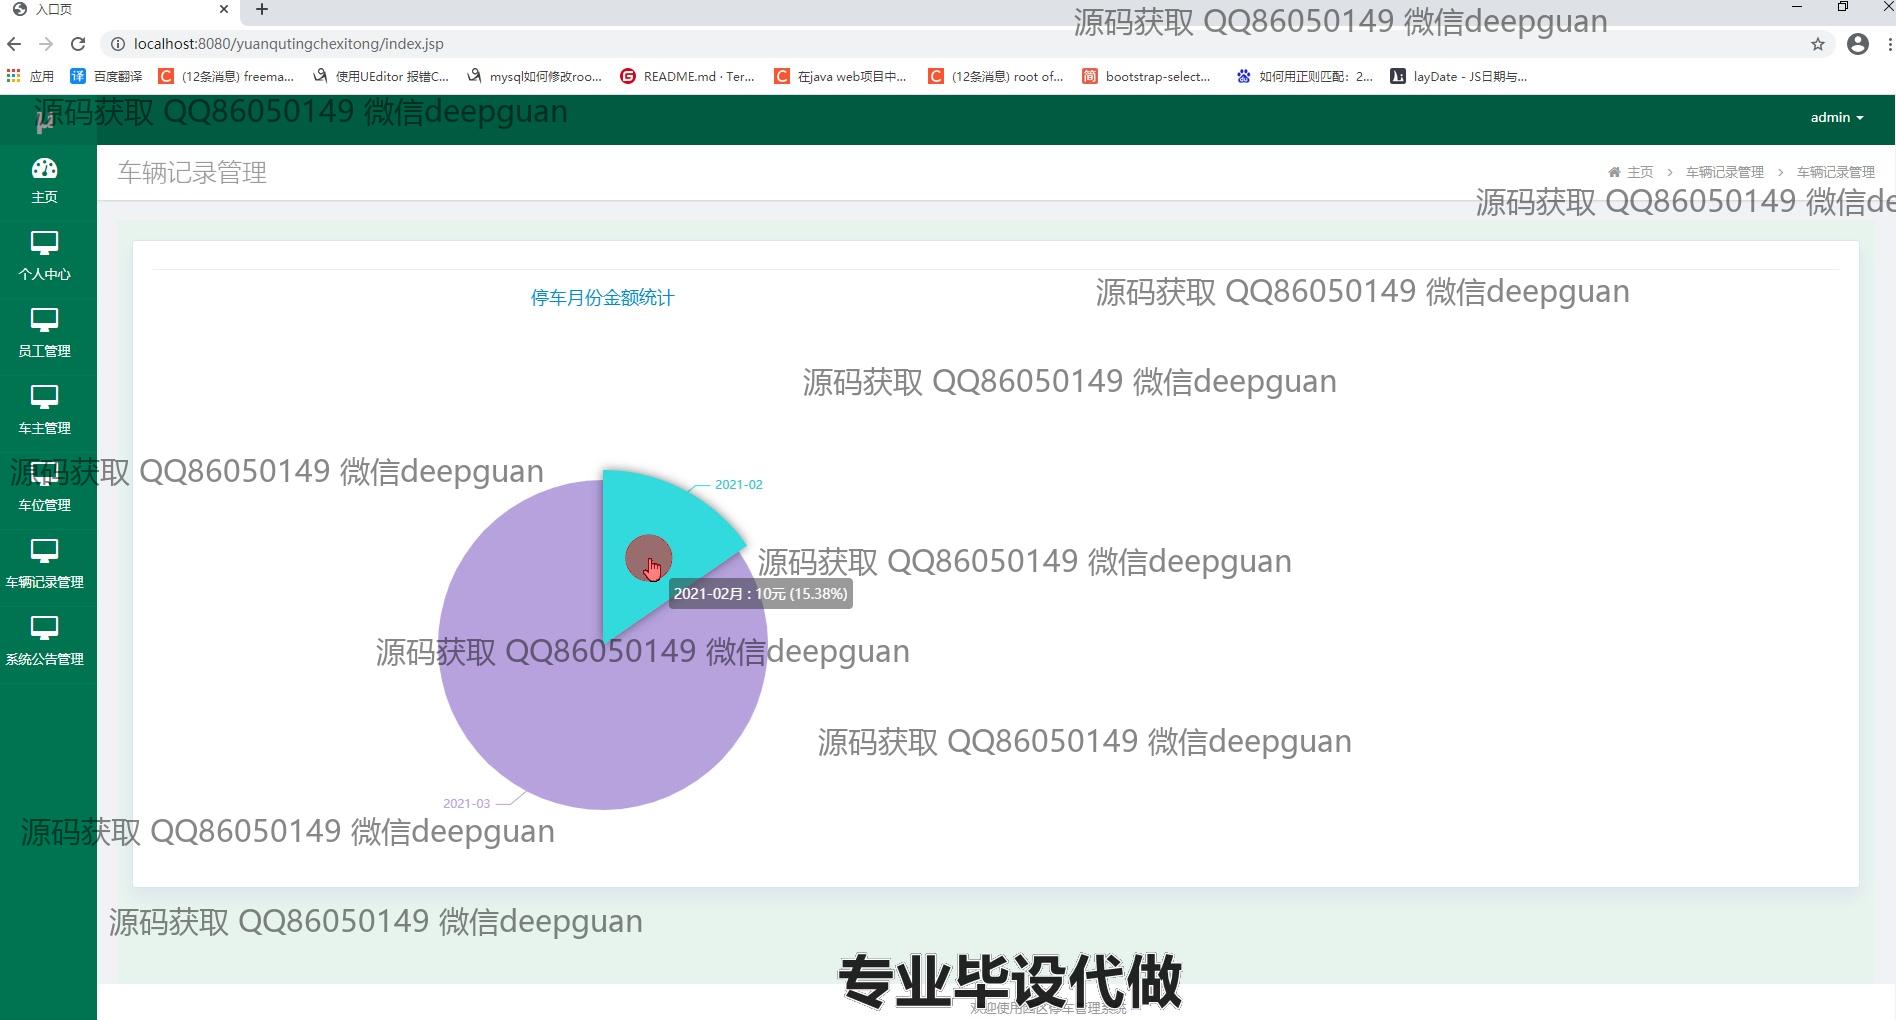 入口页
源码获取 QQ86050149 微信deepguan
localhost:8080/yuanqutingchexitong/index.jsp
应用 百度翻译 (12条消息) freema... 使用UEditor 报错C... mysql如何修改roo... README.md · Ter... 在java web项目中... (12条消息) root of... bootstrap-select... 如何用正则匹配：2... layDate - JS日期与...
源码获取 QQ86050149 微信deepguan
admin
车辆记录管理
主页 > 车辆记录管理 > 车辆记录管理
主页
源码获取 QQ86050149 微信de
个人中心
停车月份金额统计
源码获取 QQ86050149 微信deepguan
员工管理
源码获取 QQ86050149 微信deepguan
车主管理
源码获取 QQ86050149 微信deepguan
2021-02
车位管理
源码获取 QQ86050149 微信deepguan
车辆记录管理
2021-02月 : 10元 (15.38%)
源码获取 QQ86050149 微信deepguan
系统公告管理
源码获取 QQ86050149 微信deepguan
2021-03
源码获取 QQ86050149 微信deepguan
源码获取 QQ86050149 微信deepguan
专业毕设代做
欢迎使用园区停车管理系统